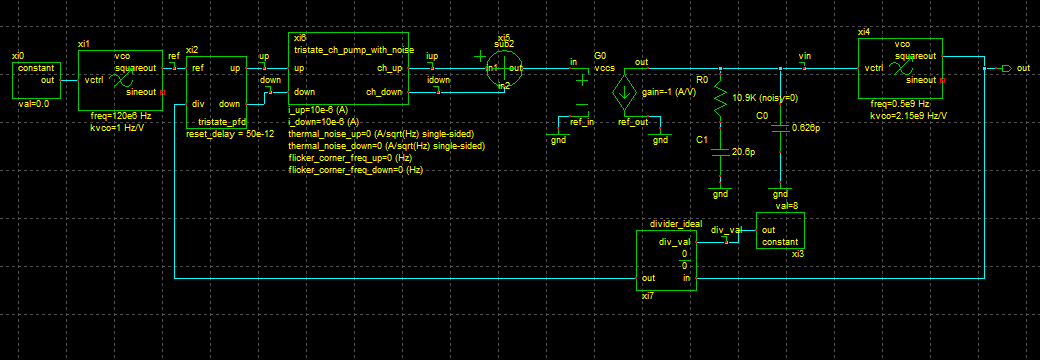 xi0
constant
out
val=0.0
xi1
vco
squareout
vctrl
sineout
freq=120e6 Hz
kvco=1 Hz/V
ref
xi2
ref
up
div
down
tristate_pfd
reset_delay = 50e-12
up
down
xi6
tristate_ch_pump_with_noise
up
ch_up
down
ch_down
i_up=10e-6 (A)
i_down=10e-6 (A)
thermal_noise_up=0 (A/sqrt(Hz) single-sided)
thermal_noise_down=0 (A/sqrt(Hz) single-sided)
flicker_corner_freq_up=0 (Hz)
flicker_corner_freq_down=0 (Hz)
iup
idown
xi5
sub2
in1
out
in2
in
G0
vccs
ref_in
gnd
out
gain=-1 (A/V)
ref_out
gnd
R0
10.9K (noisy=0)
C1
20.6p
gnd
C0
0.626p
gnd
vin
xi4
vco
squareout
vctrl
sineout
freq=0.5e9 Hz
kvco=2.15e9 Hz/V
out
val=8
out
constant
xi3
div_val
divider_ideal
div_val
0
0
out
in
xi7